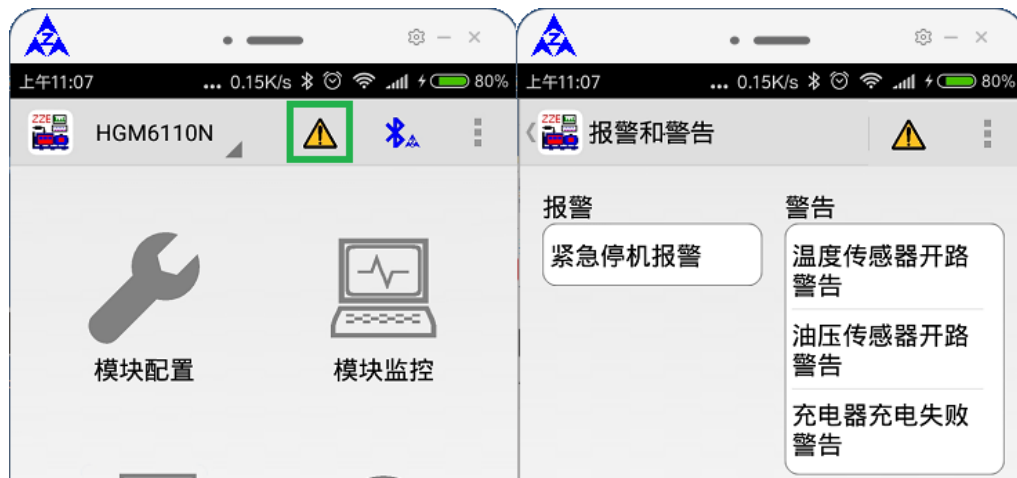 上午11:07 ... 0.15K/s 80%
ZZE HGM6110N
模块配置 模块监控
上午11:07 ... 0.15K/s 80%
ZZE 报警和警告
报警
紧急停机报警
警告
温度传感器开路
警告
油压传感器开路
警告
充电器充电失败
警告